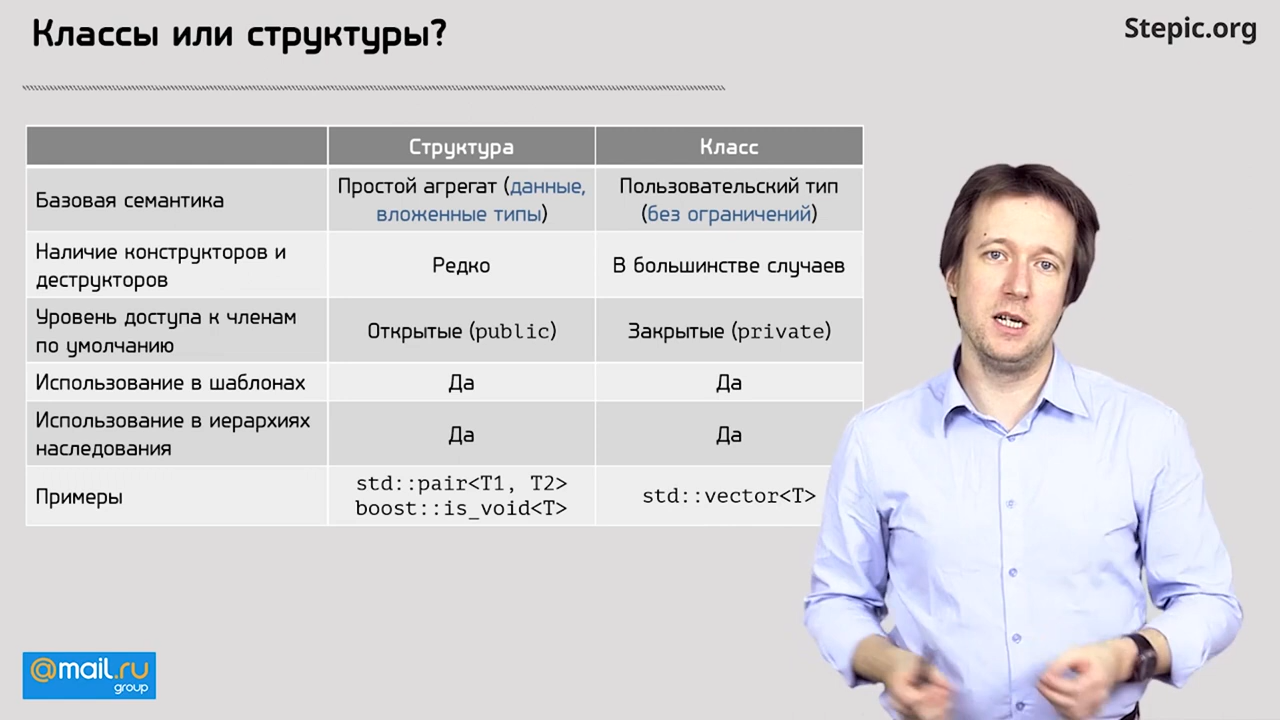 Классы или структуры?
Stepic.org
Структура
Класс
Базовая семантика
Простой агрегат (данные,
вложенные типы)
Пользовательский тип
(без ограничений)
Наличие конструкторов и
деструкторов
Редко
В большинстве случаев
Уровень доступа к членам
по умолчанию
Открытые (public)
Закрытые (private)
Использование в шаблонах
Да
Да
Использование в иерархиях
наследования
Да
Да
Примеры
std::pair<T1, T2>
boost::is_void<T>
std::vector<T>
@mail.ru
group